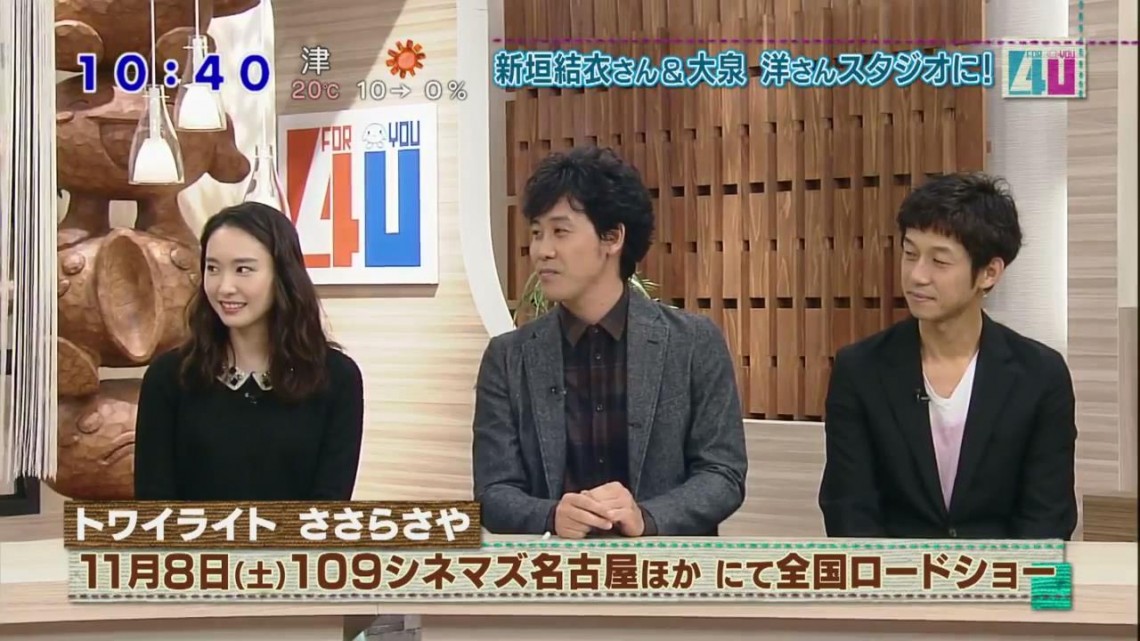 10:40
津
20℃ 10→ 0%
新垣結衣さん&大泉 洋さんスタジオに!
4U FOR YOU
FOR YOU
4U
トワイライト ささらさや
11月8日(土)109シネマズ名古屋ほか にて全国ロードショー